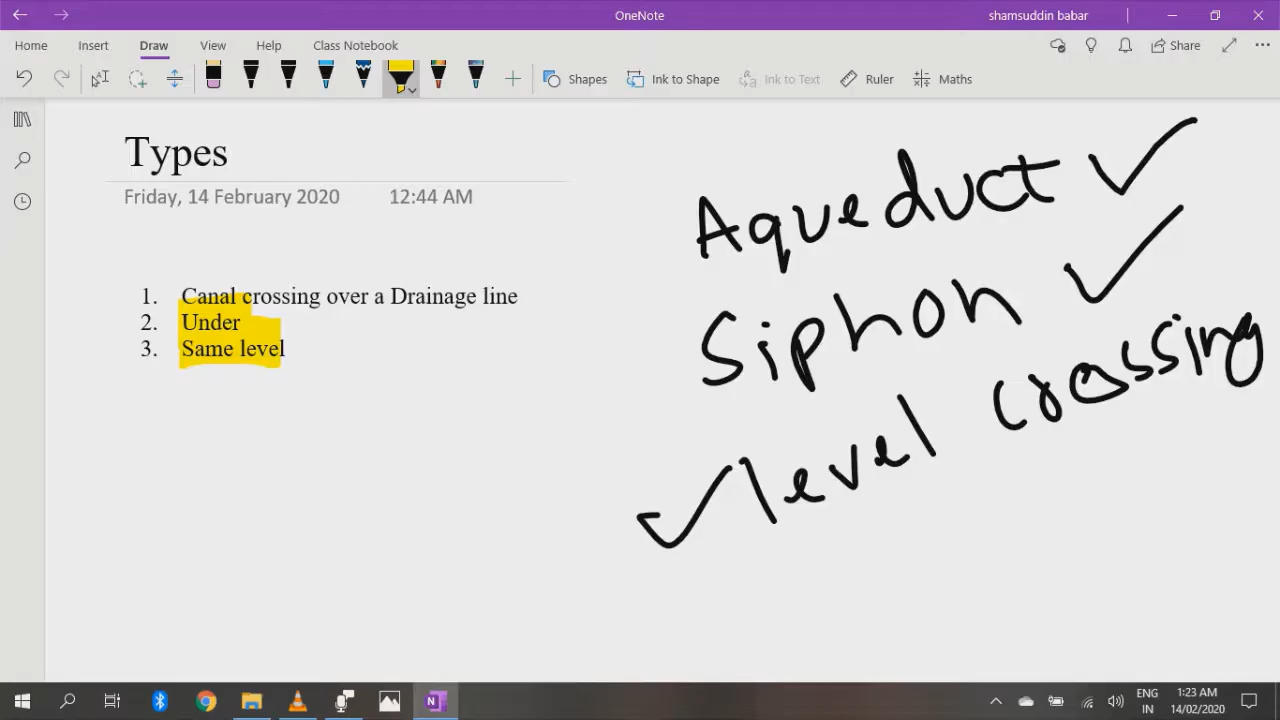 OneNote
shamsuddin babar
Home Insert Draw View Help Class Notebook
Share
Shapes Ink to Shape Ink to Text Ruler Maths
Types
Friday, 14 February 2020 12:44 AM
1. Canal crossing over a Drainage line
2. Under
3. Same level
Aqueduct
Siphon
level crossing
ENG
IN
1:23 AM
14/02/2020